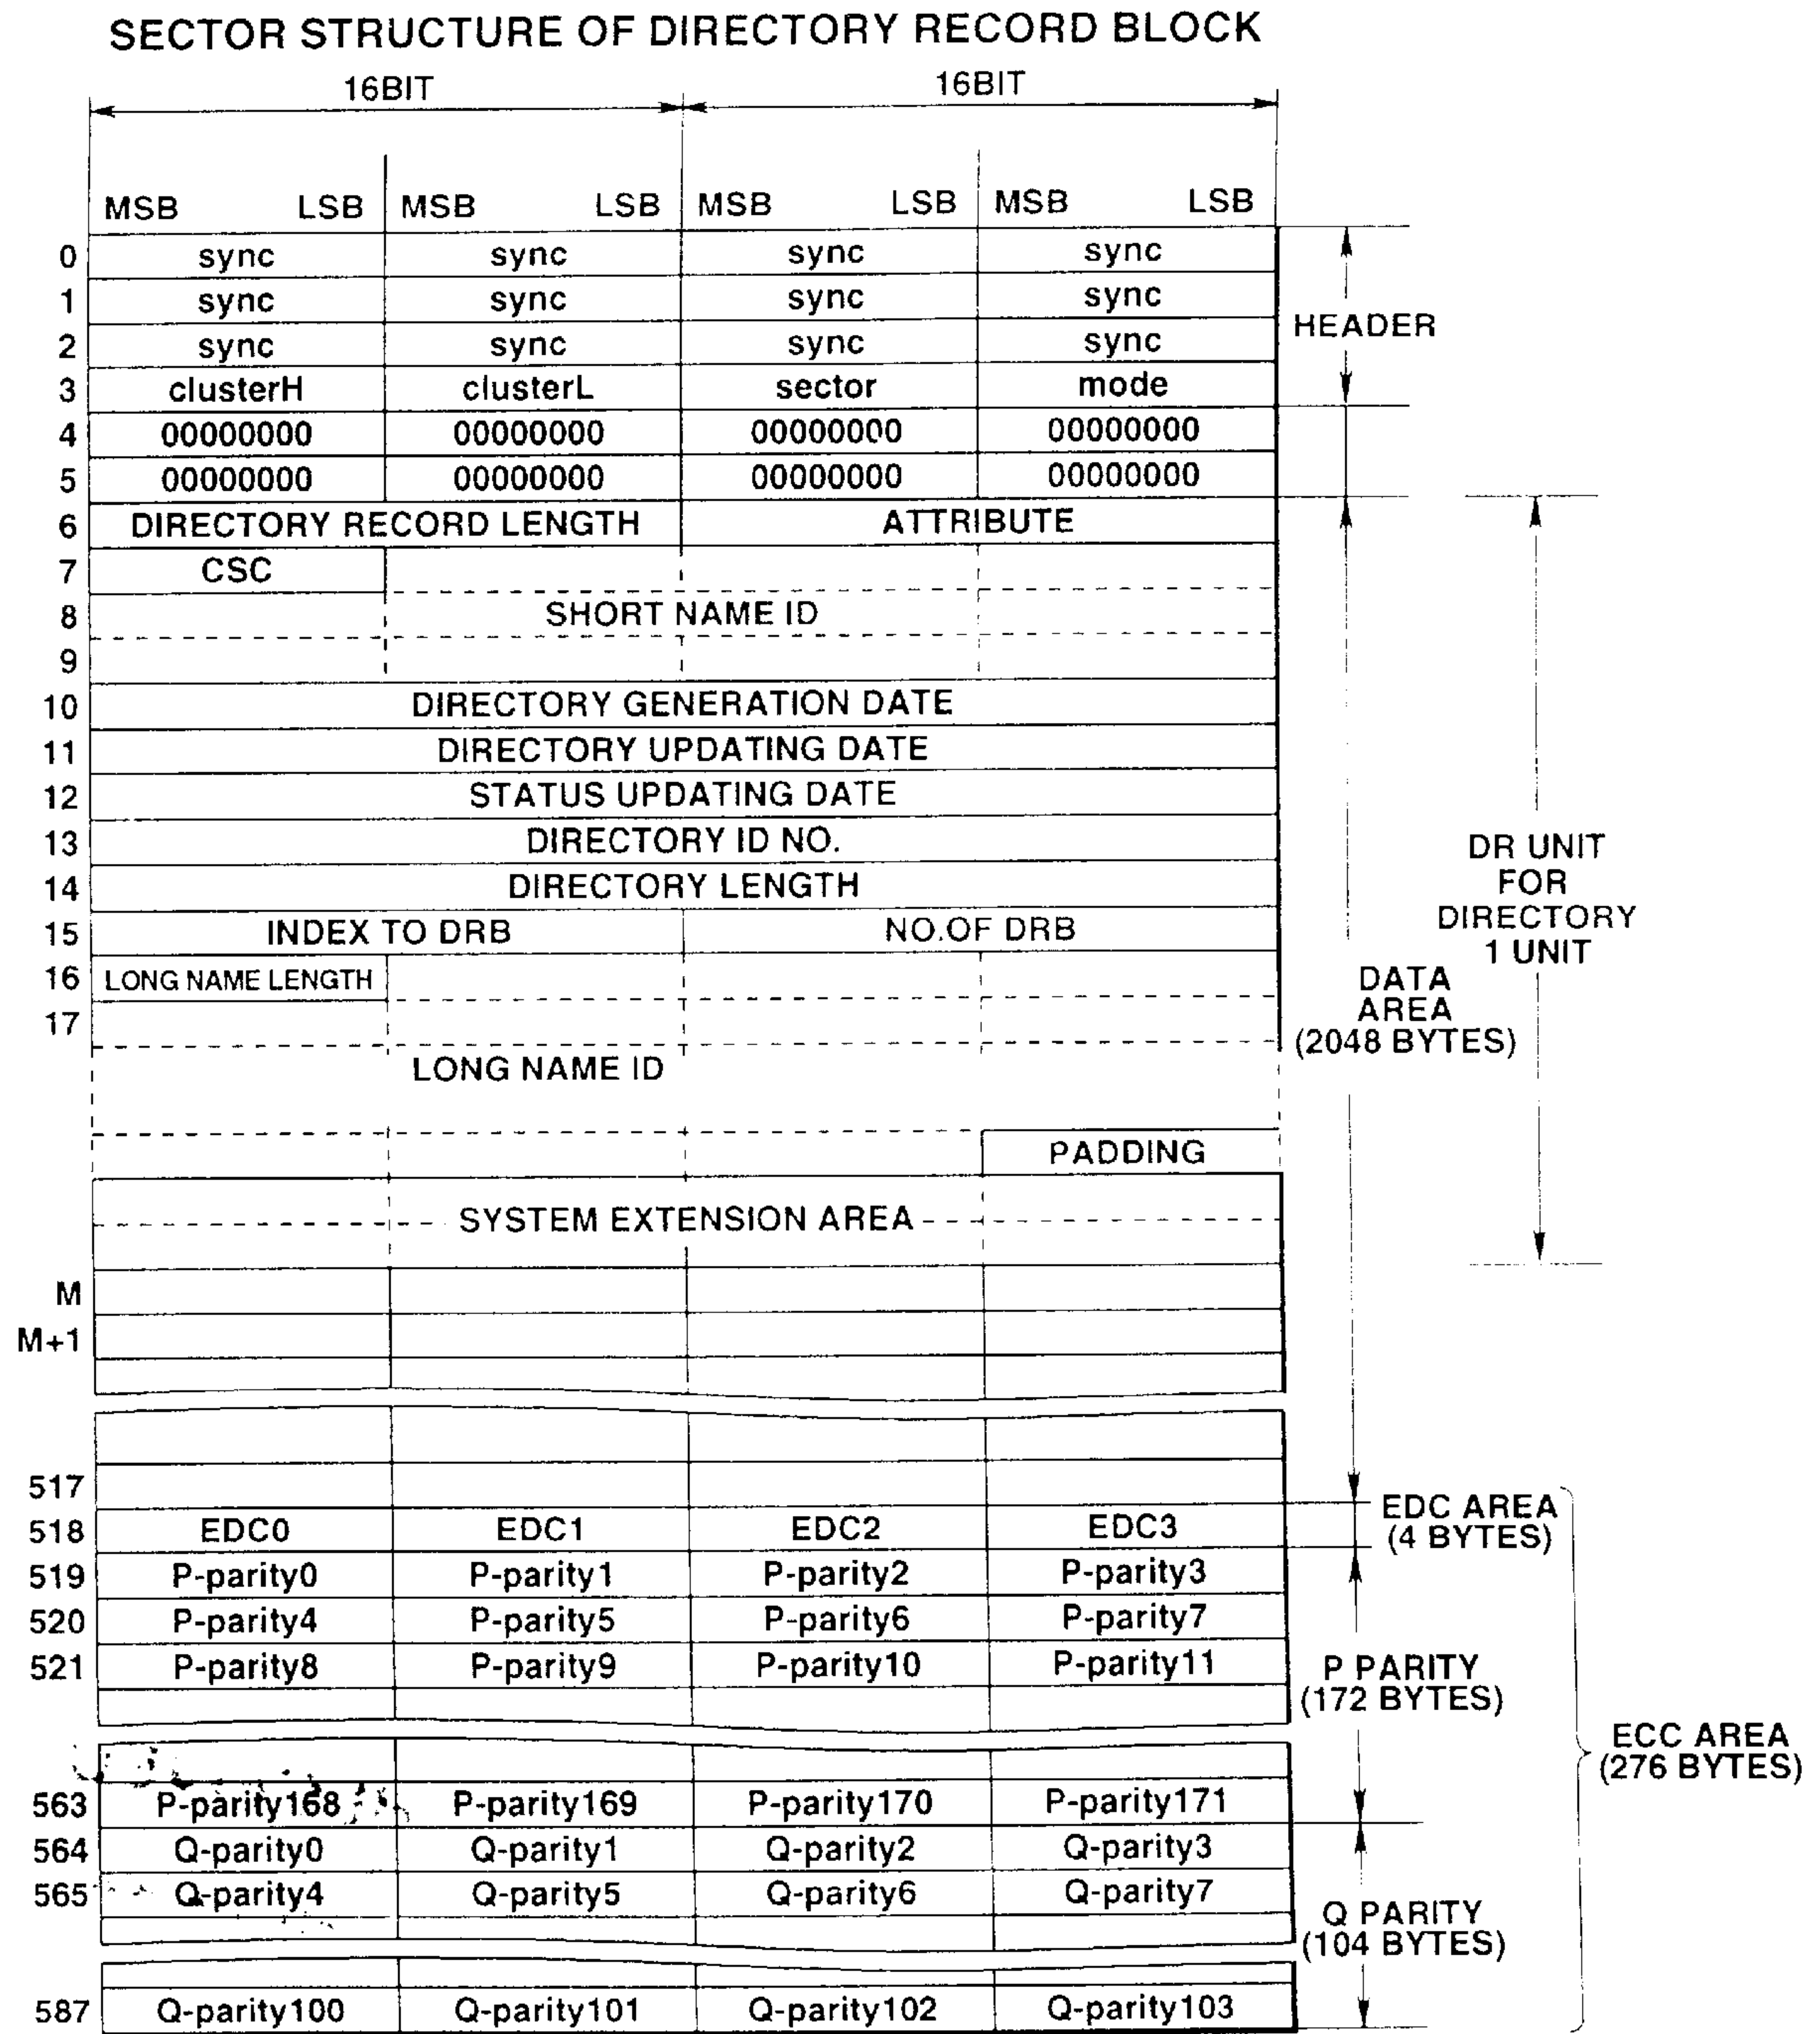 SECTOR STRUCTURE OF DIRECTORY RECORD BLOCK
16BIT 16BIT
MSB LSB MSB LSB MSB LSB MSB LSB
0 sync sync sync sync
1 sync sync sync sync
HEADER
2 sync sync sync sync
3 clusterH clusterL sector mode
4 00000000 00000000 00000000 00000000
5 00000000 00000000 00000000 00000000
6 DIRECTORY RECORD LENGTH ATTRIBUTE
7 CSC
8 SHORT NAME ID
9
10 DIRECTORY GENERATION DATE
11 DIRECTORY UPDATING DATE
12 STATUS UPDATING DATE
13 DIRECTORY ID NO.
14 DIRECTORY LENGTH
15 INDEX TO DRB NO.OF DRB
DR UNIT
FOR
DIRECTORY
1 UNIT
16 LONG NAME LENGTH
17
DATA
AREA
(2048 BYTES)
LONG NAME ID
PADDING
SYSTEM EXTENSION AREA
M
M+1
517
518 EDC0 EDC1 EDC2 EDC3
EDC AREA
(4 BYTES)
519 P-parity0 P-parity1 P-parity2 P-parity3
520 P-parity4 P-parity5 P-parity6 P-parity7
521 P-parity8 P-parity9 P-parity10 P-parity11
P PARITY
(172 BYTES)
ECC AREA
(276 BYTES)
563 P-parity168 P-parity169 P-parity170 P-parity171
564 Q-parity0 Q-parity1 Q-parity2 Q-parity3
565 Q-parity4 Q-parity5 Q-parity6 Q-parity7
Q PARITY
(104 BYTES)
587 Q-parity100 Q-parity101 Q-parity102 Q-parity103